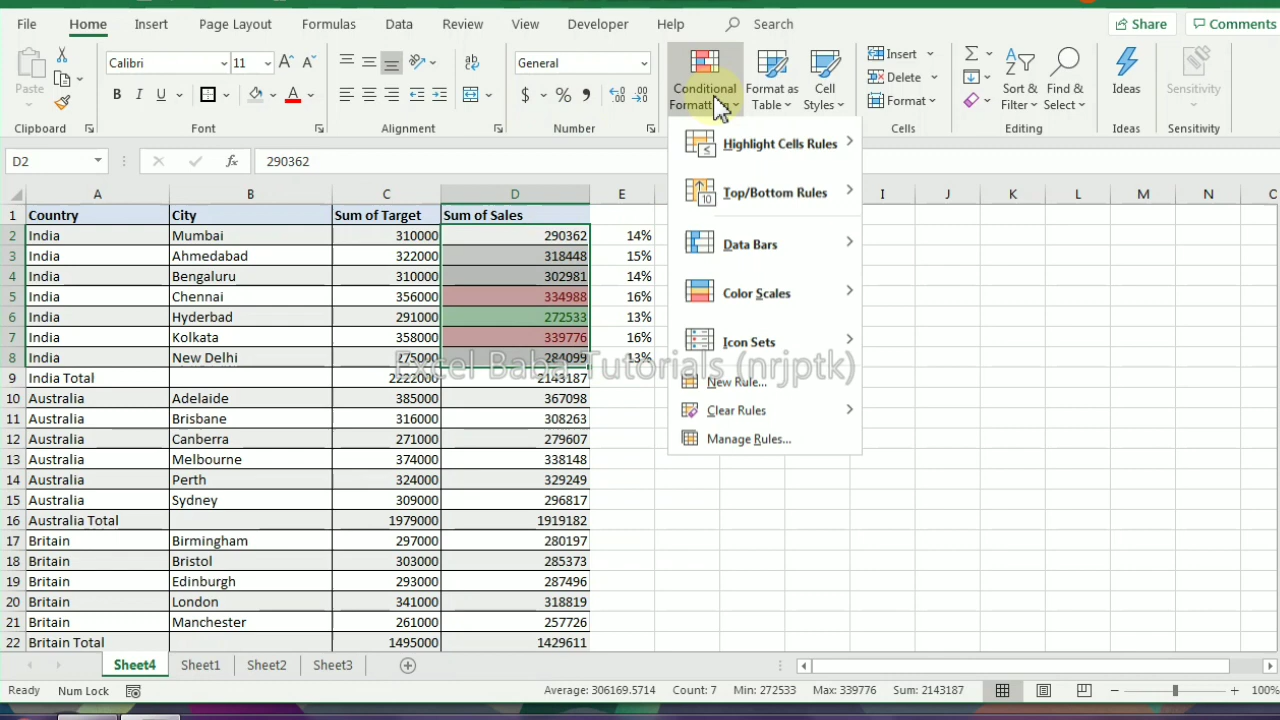 File Home Insert Page Layout Formulas Data Review View Developer Help Search Share Comments
Paste Calibri 11 General Conditional Formatting Format as Table Cell Styles Insert Delete Format Sort & Filter Find & Select Ideas Sensitivity
B I U A $ % 9
Clipboard Font Alignment Number Cells Editing Ideas Sensitivity
D2 fx 290362
Highlight Cells Rules
Top/Bottom Rules
Data Bars
Color Scales
Icon Sets
New Rule...
Clear Rules
Manage Rules...
A B C D E I J K L M N O
1 Country City Sum of Target Sum of Sales
2 India Mumbai 310000 290362 14%
3 India Ahmedabad 322000 318448 15%
4 India Bengaluru 310000 302981 14%
5 India Chennai 356000 334988 16%
6 India Hyderbad 291000 272533 13%
7 India Kolkata 358000 339776 16%
8 India New Delhi 275000 284099 13%
Excel Baba Tutorials (nrjptk)
9 India Total 2222000 2143187
10 Australia Adelaide 385000 367098
11 Australia Brisbane 316000 308263
12 Australia Canberra 271000 279607
13 Australia Melbourne 374000 338148
14 Australia Perth 324000 329249
15 Australia Sydney 309000 296817
16 Australia Total 1979000 1919182
17 Britain Birmingham 297000 280197
18 Britain Bristol 303000 285373
19 Britain Edinburgh 293000 287496
20 Britain London 341000 318819
21 Britain Manchester 261000 257726
22 Britain Total 1495000 1429611
Sheet4 Sheet1 Sheet2 Sheet3
Ready Num Lock Average: 306169.5714 Count: 7 Min: 272533 Max: 339776 Sum: 2143187 100%